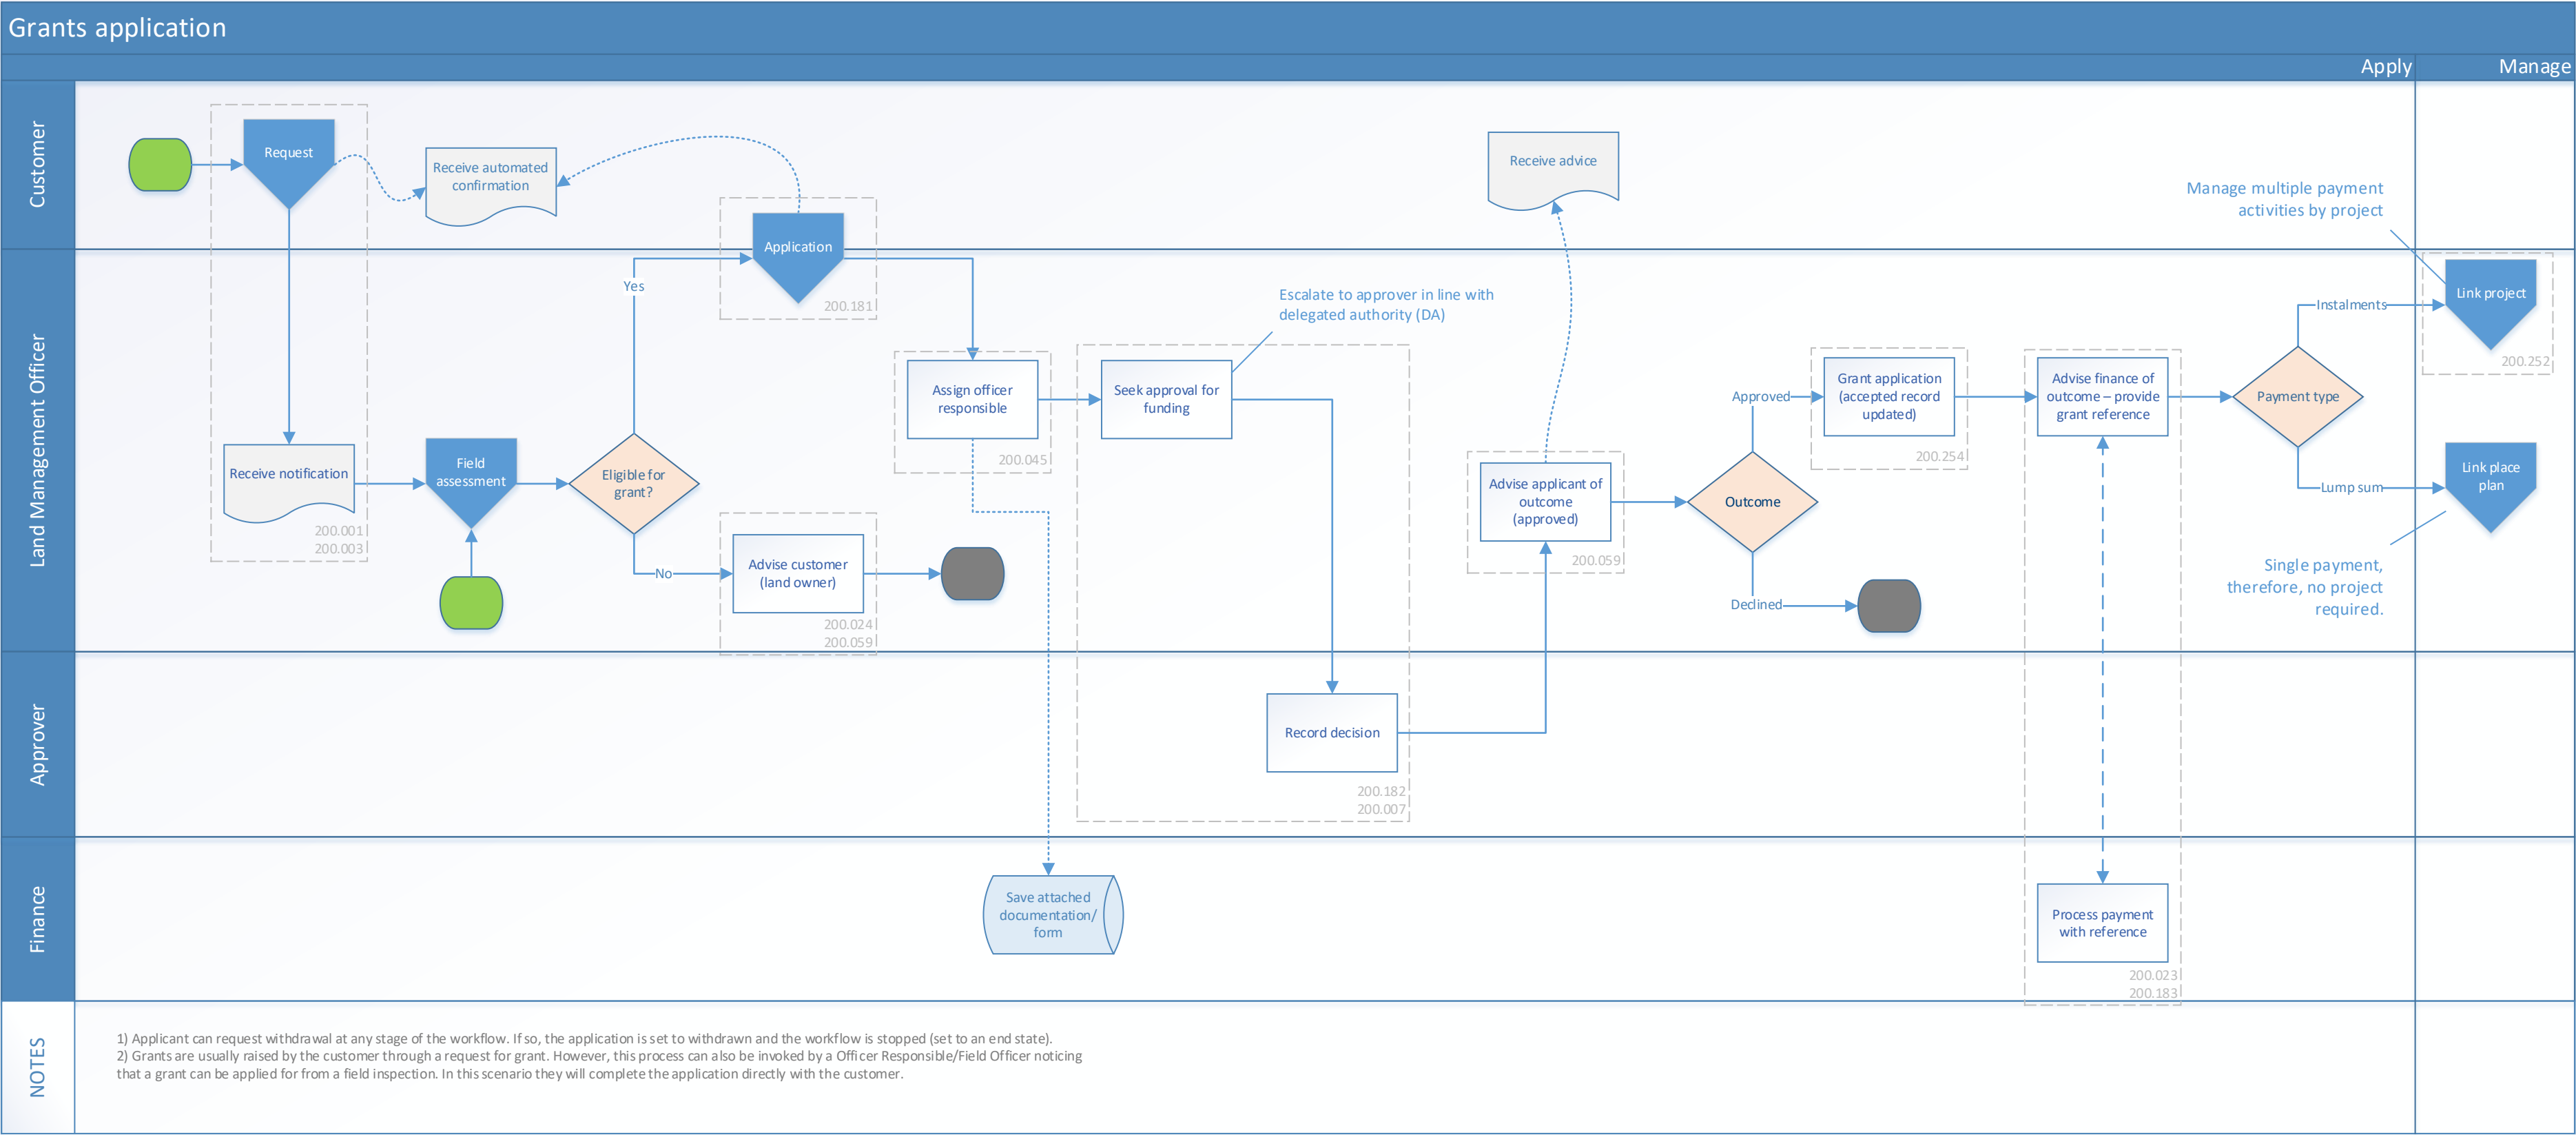 Grants application
Apply
Manage
Customer
Request
Receive automated
confirmation
Application
200.181
Receive advice
Manage multiple payment
activities by project
Land Management Officer
Receive notification
200.001
200.003
Field
assessment
Eligible for
grant?
Yes
No
Advise customer
(land owner)
200.024
200.059
Assign officer
responsible
200.045
Seek approval for
funding
Escalate to approver in line with
delegated authority (DA)
Advise applicant of
outcome
(approved)
200.059
Outcome
Approved
Declined
Grant application
(accepted record
updated)
200.254
Advise finance of
outcome – provide
grant reference
Payment type
Instalments
Lump sum
Link project
200.252
Link place
plan
Single payment,
therefore, no project
required.
Approver
Record decision
200.182
200.007
Finance
Save attached
documentation/
form
Process payment
with reference
200.023
200.183
NOTES
1) Applicant can request withdrawal at any stage of the workflow. If so, the application is set to withdrawn and the workflow is stopped (set to an end state).
2) Grants are usually raised by the customer through a request for grant. However, this process can also be invoked by a Officer Responsible/Field Officer noticing
that a grant can be applied for from a field inspection. In this scenario they will complete the application directly with the customer.